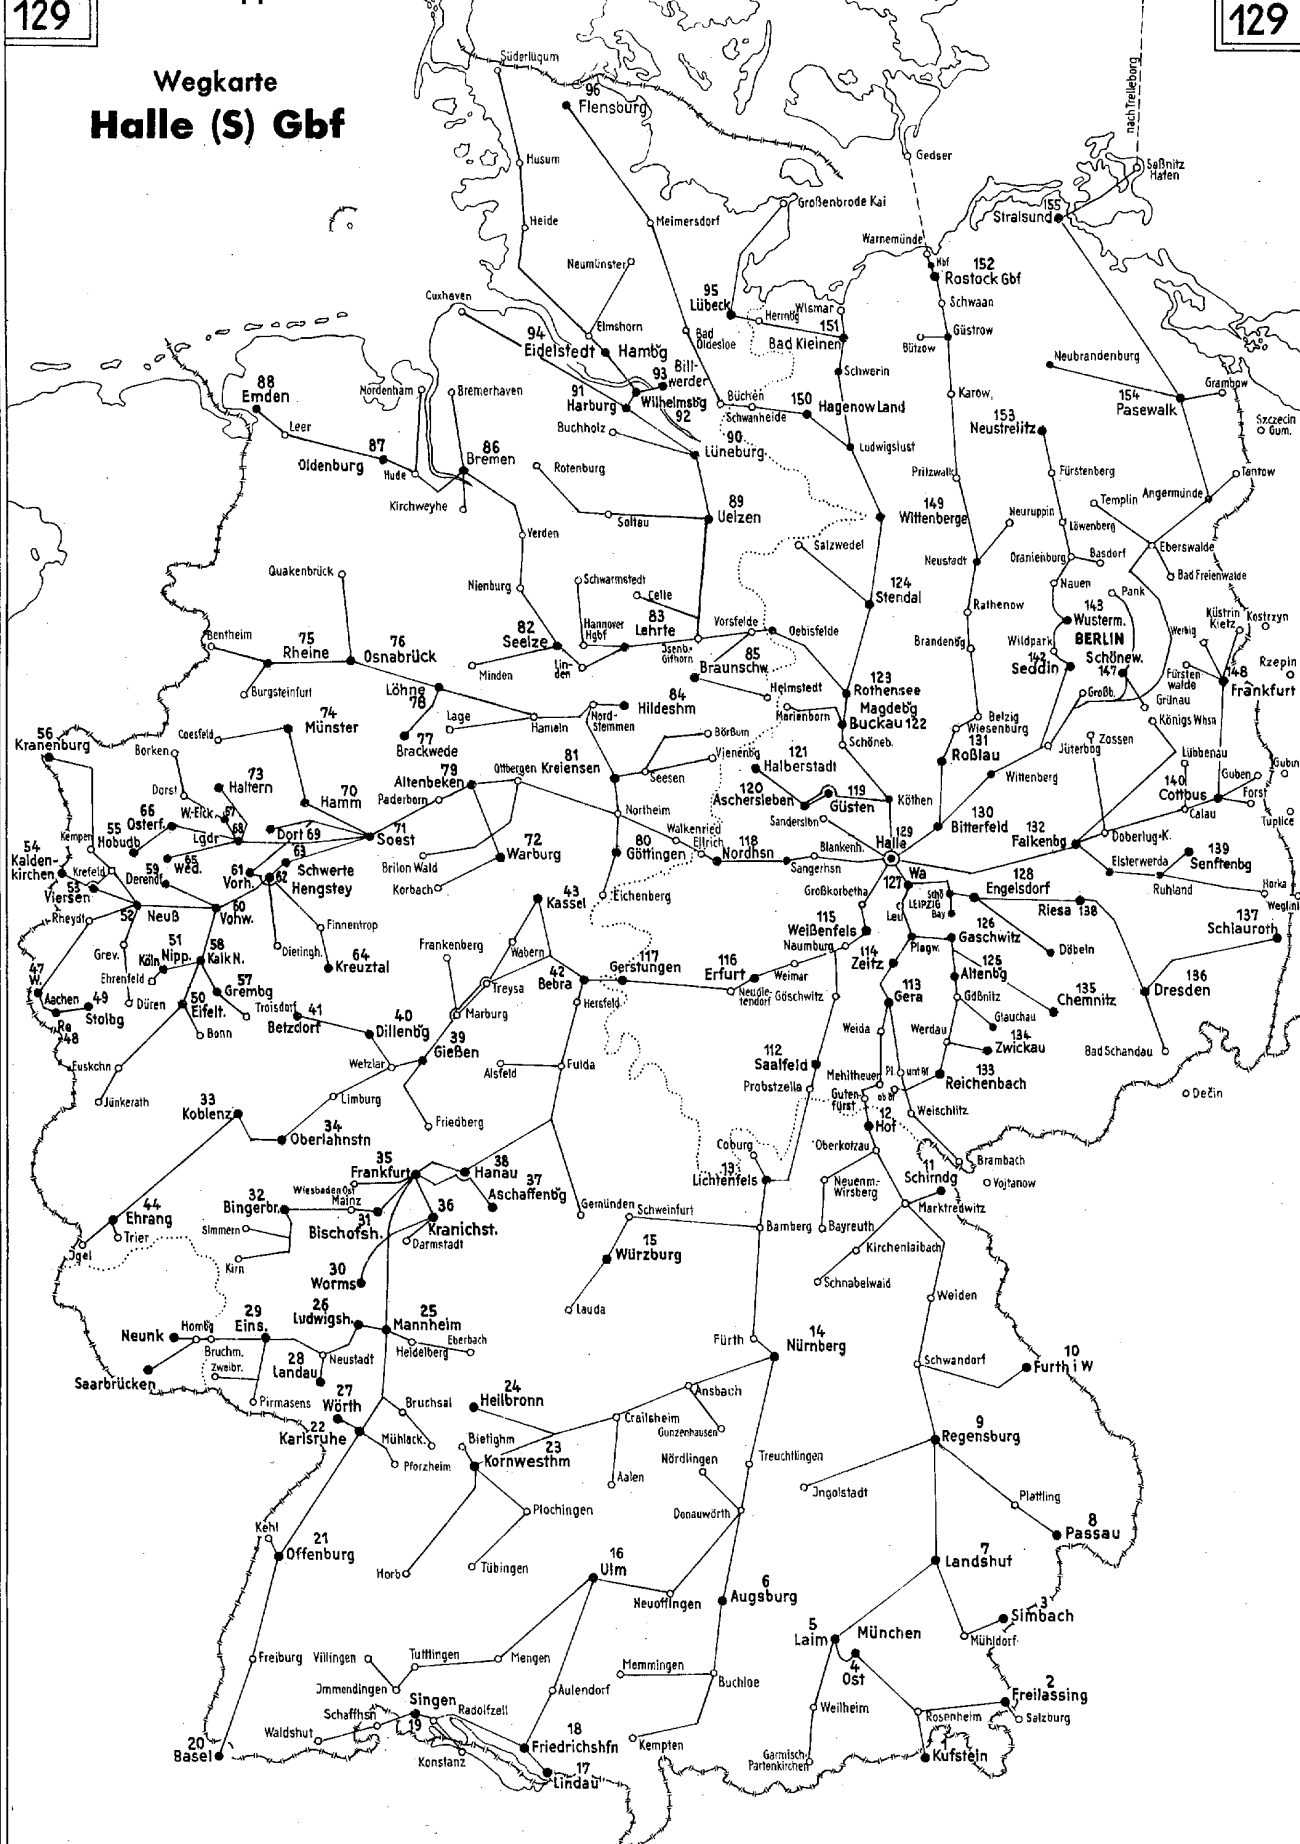 129
129
Wegkarte
Halle (S) Gbf
Süderlügum
96
Flensburg
nach Trelleborg
Husum
Gedser
Saßnitz
Hafen
Heide
Meimersdorf
Großenbrode Kai
155
Stralsund
Neumünster
Warnemünde
Hbf
152
Rostock Gbf
Cuxhaven
95
Lübeck
Herrnbg
Wismar
151
Bad Kleinen
Schwaan
Elmshorn
94
Eidelstedt
Hambg
Bad
Oldesloe
Güstrow
Bützow
Neubrandenburg
88
Emden
Nordenham
Bremerhaven
93
Bill-
werder
91
Harburg
Wilhelmsbg
92
Schwerin
Büchen
Schwanheide
150
Hagenow Land
Karow
154
Pasewalk
Grambow
Leer
Buchholz
90
Lüneburg
Ludwigslust
153
Neustrelitz
Szczecin
Gum.
87
Oldenburg
Hude
86
Bremen
Rotenburg
Pritzwalk
Fürstenberg
Tantow
Kirchweyhe
Soltau
89
Uelzen
149
Wittenberge
Neuruppin
Templin
Angermünde
Löwenberg
Verden
Salzwedel
Neustadt
Oranienburg
Basdorf
Eberswalde
Quakenbrück
Nienburg
Schwarmstedt
Celle
124
Stendal
Nauen
Bad Freienwalde
Pank
Rathenow
143
Wusterm.
Küstrin
Kietz
Kostrzyn
Bentheim
75
Rheine
76
Osnabrück
82
Seelze
Hannover
Hgbf
83
Lehrte
Vorsfelde
Oebisfelde
Brandenbg
Wildpark
BERLIN
Werbig
Minden
Lin-
den
Isenb.
Gifhorn
85
Braunschw.
142
Seddin
Schönew.
147
Fürsten
walde
148
Frankfurt
Rzepin
Burgsteinfurt
Löhne
78
84
Hildeshm
Helmstedt
123
Rothensee
Magdebg
Großb.
Grünau
74
Münster
Lage
Hameln
Nord-
Stemmen
Marienborn
Buckau 122
Belzig
Wiesenburg
Königs Whsn
56
Kranenburg
Coesfeld
77
Brackwede
Börßum
Schöneb.
131
Roßlau
Jüterbog
Zossen
Borken
79
Altenbeken
Ottbergen
81
Kreiensen
Vienenbg
121
Halberstadt
Lübbenau
Guben
Gubin
73
Haltern
70
Hamm
Paderborn
Seesen
120
Aschersleben
119
Güsten
Köthen
Wittenberg
140
Cottbus
Forst
Dorst
W-Eick
67
Northeim
Sandersleb
130
Bitterfeld
Calau
Tuplice
66
Osterf.
55
Hobudb
Kempen
Lgdr
68
Dort 69
71
Soest
Walkenried
Ellrich
129
Halle
132
Falkenbg
Doberlug-K.
54
Kalden-
kirchen
Krefeld
65
Wed.
63
Schwerte
Brilon Wald
72
Warburg
80
Göttingen
118
Nordhsn
Blankenh.
Sangerhsn
Wa
127
Elsterwerda
139
Senftenbg
53
Viersen
59
Derendf
61
Vorh.
62
Hengstey
Korbach
Eichenberg
Großkorbetha
LEIPZIG
Bay
128
Engelsdorf
Ruhland
Horka
Rheydt
52
Neuß
60
Vohw.
Finnentrop
43
Kassel
115
Weißenfels
Leu
Riesa
138
137
Schlauroth
Grev.
51
Köln
Nipp.
58
Kalk N.
Dieringh.
64
Kreuztal
Frankenberg
Wabern
117
Gerstungen
116
Erfurt
Naumburg
Plagw.
126
Gaschwitz
Döbeln
47
W.
Ehrenfeld
57
Grembg
Treysa
42
Bebra
Weimar
114
Zeitz
125
Altenbg
136
Dresden
Aachen
49
Stolbg
Düren
50
Eifelt.
Troisdorf
41
Betzdorf
40
Dillenbg
Marburg
Hersfeld
Neudie-
tendorf
Göschwitz
113
Gera
Gößnitz
135
Chemnitz
Re
48
Bonn
39
Gießen
Weida
Werdau
Glauchau
134
Zwickau
Bad Schandau
Euskchn
Wetzlar
Alsfeld
Fulda
112
Saalfeld
Mehltheuer
Pl. unt Bf
ob Bf
133
Reichenbach
Jünkerath
Limburg
Probstzella
Guten-
fürst
Weischlitz
Dečin
33
Koblenz
34
Oberlahnstn
Friedberg
12
Hof
35
Frankfurt
38
Hanau
Coburg
Oberkotzau
Brambach
Wiesbaden Ost
Mainz
37
Aschaffenbg
13
Lichtenfels
Neuenm.-
Wirsberg
11
Schirndg
Vojtanow
44
Ehrang
Trier
32
Bingerbr.
31
Bischofsh.
36
Kranichst.
Gemünden
Schweinfurt
Bamberg
Bayreuth
Marktredwitz
Igel
Simmern
Darmstadt
15
Würzburg
Kirchenlaibach
Kirn
30
Worms
Schnabelwaid
Lauda
Weiden
29
Eins.
26
Ludwigsh.
25
Mannheim
Fürth
14
Nürnberg
Neunk
Hombg
Bruchm.
Zweibr.
28
Landau
Neustadt
Heidelberg
Eberbach
Schwandorf
10
Furth i W
Saarbrücken
Pirmasens
27
Wörth
Bruchsal
24
Heilbronn
Ansbach
22
Karlsruhe
Mühlack.
Bietighm
23
Kornwesthm
Crailsheim
Gunzenhausen
9
Regensburg
Pforzheim
Aalen
Nördlingen
Treuchtlingen
Ingolstadt
Plattling
Kehl
21
Offenburg
Plochingen
Donauwörth
8
Passau
Horb
Tübingen
16
Ulm
Neuoffingen
6
Augsburg
7
Landshut
3
Simbach
5
Laim
München
4
Ost
Mühldorf
Freiburg
Villingen
Tuttlingen
Mengen
Memmingen
Buchloe
Immendingen
Aulendorf
Weilheim
2
Freilassing
Salzburg
Schaffhsn
Singen
19
Radolfzell
Rosenheim
Waldshut
18
Friedrichshfn
Kempten
20
Basel
Konstanz
17
Lindau
Garmisch-
Partenkirchen
1
Kufstein